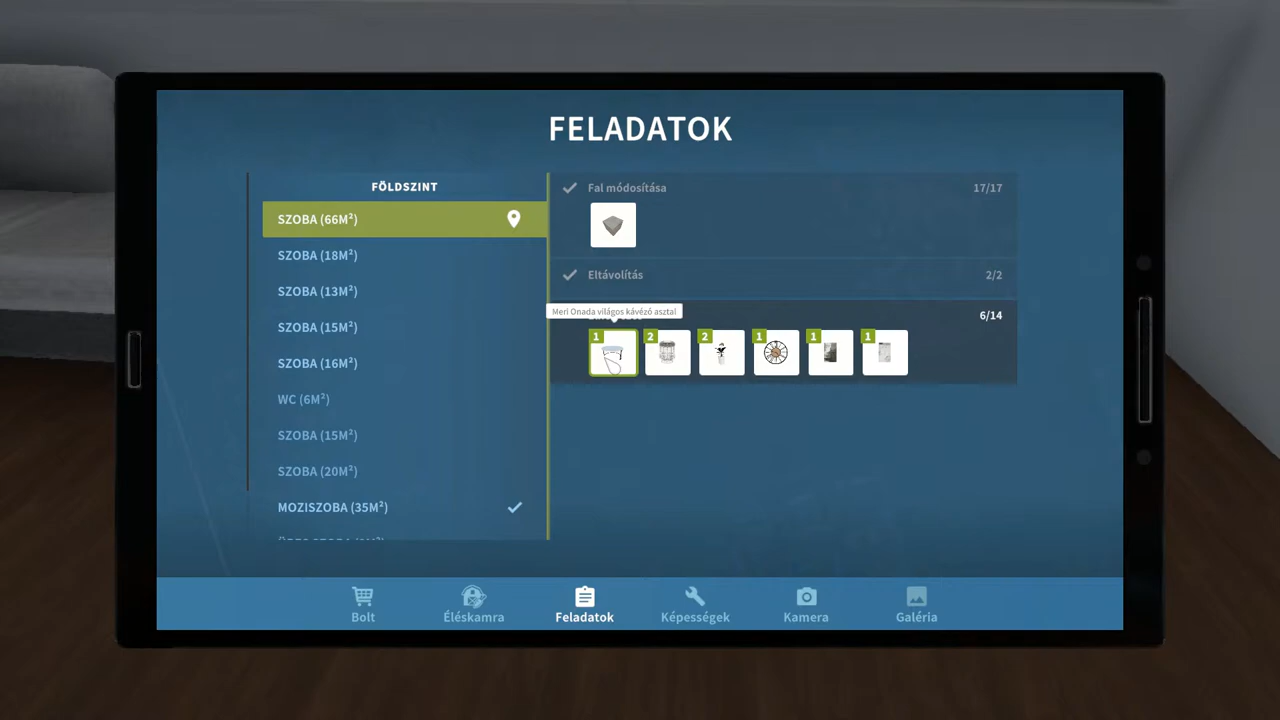 FELADATOK
FÖLDSZINT
SZOBA (66M²)
SZOBA (18M²)
SZOBA (13M²)
SZOBA (15M²)
SZOBA (16M²)
WC (6M²)
SZOBA (15M²)
SZOBA (20M²)
MOZISZOBA (35M²)
Fal módosítása 17/17
Eltávolítás 2/2
Meri Onada világos kávézó asztal
6/14
1 2 2 1 1 1
Bolt Éléskamra Feladatok Képességek Kamera Galéria